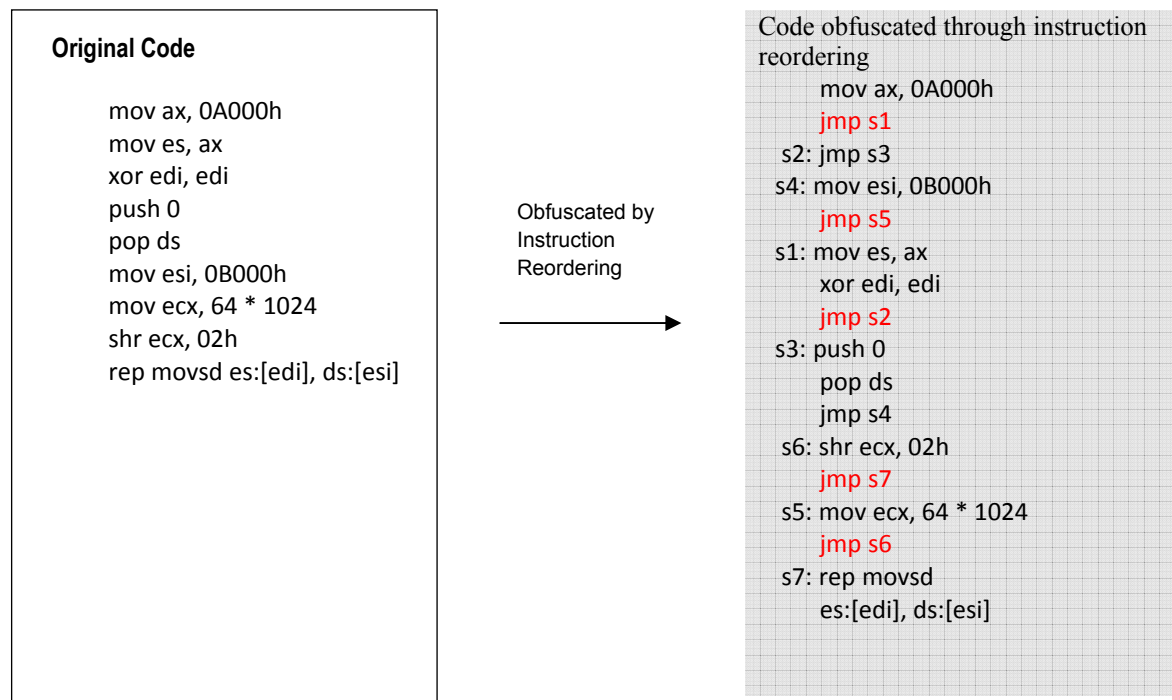 Original Code
mov ax, 0A000h
mov es, ax
xor edi, edi
push 0
pop ds
mov esi, 0B000h
mov ecx, 64 * 1024
shr ecx, 02h
rep movsd es:[edi], ds:[esi]
Obfuscated by
Instruction
Reordering
Code obfuscated through instruction
reordering
mov ax, 0A000h
jmp s1
s2: jmp s3
s4: mov esi, 0B000h
jmp s5
s1: mov es, ax
xor edi, edi
jmp s2
s3: push 0
pop ds
jmp s4
s6: shr ecx, 02h
jmp s7
s5: mov ecx, 64 * 1024
jmp s6
s7: rep movsd
es:[edi], ds:[esi]